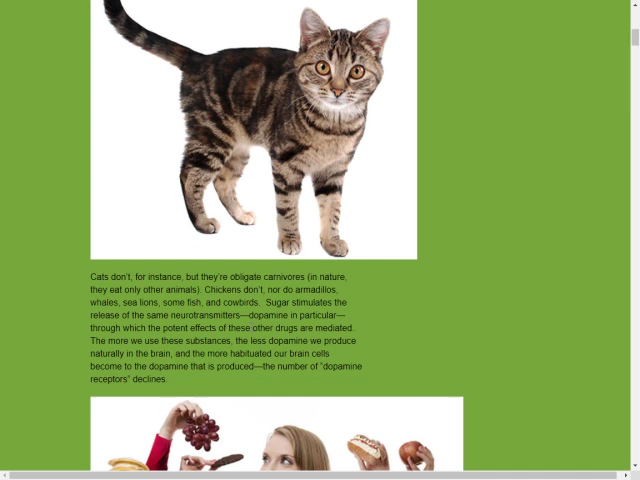 Cats don't, for instance, but they're obligate carnivores (in nature,
they eat only other animals). Chickens don't, nor do armadillos,
whales, sea lions, some fish, and cowbirds.  Sugar stimulates the
release of the same neurotransmitters—dopamine in particular—
through which the potent effects of these other drugs are mediated.
The more we use these substances, the less dopamine we produce
naturally in the brain, and the more habituated our brain cells
become to the dopamine that is produced—the number of "dopamine
receptors" declines.